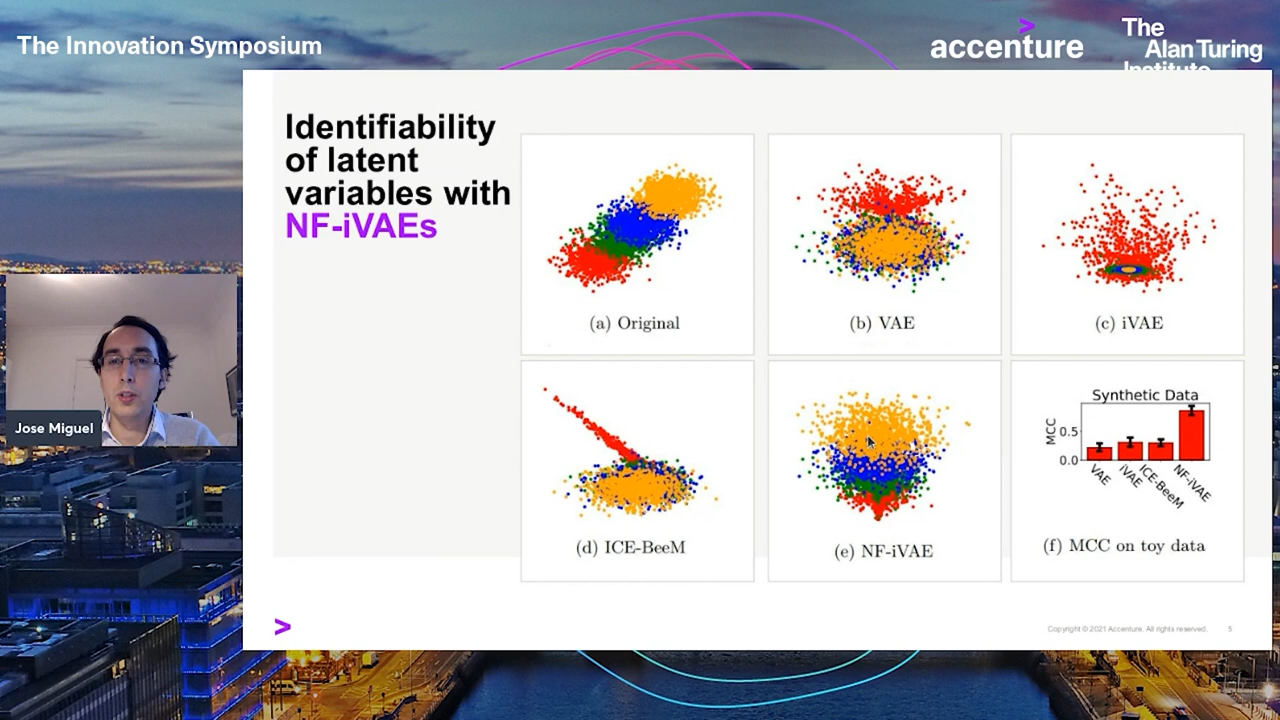 The Innovation Symposium
accenture
The
Alan Turing
Institute
Identifiability
of latent
variables with
NF-iVAEs
(a) Original
(b) VAE
(c) iVAE
Jose Miguel
(d) ICE-BeeM
(e) NF-iVAE
Synthetic Data
MCC
0.5
0.0
VAE
iVAE
ICE-BeeM
NF-iVAE
(f) MCC on toy data
>
Copyright © 2021 Accenture. All rights reserved.
5